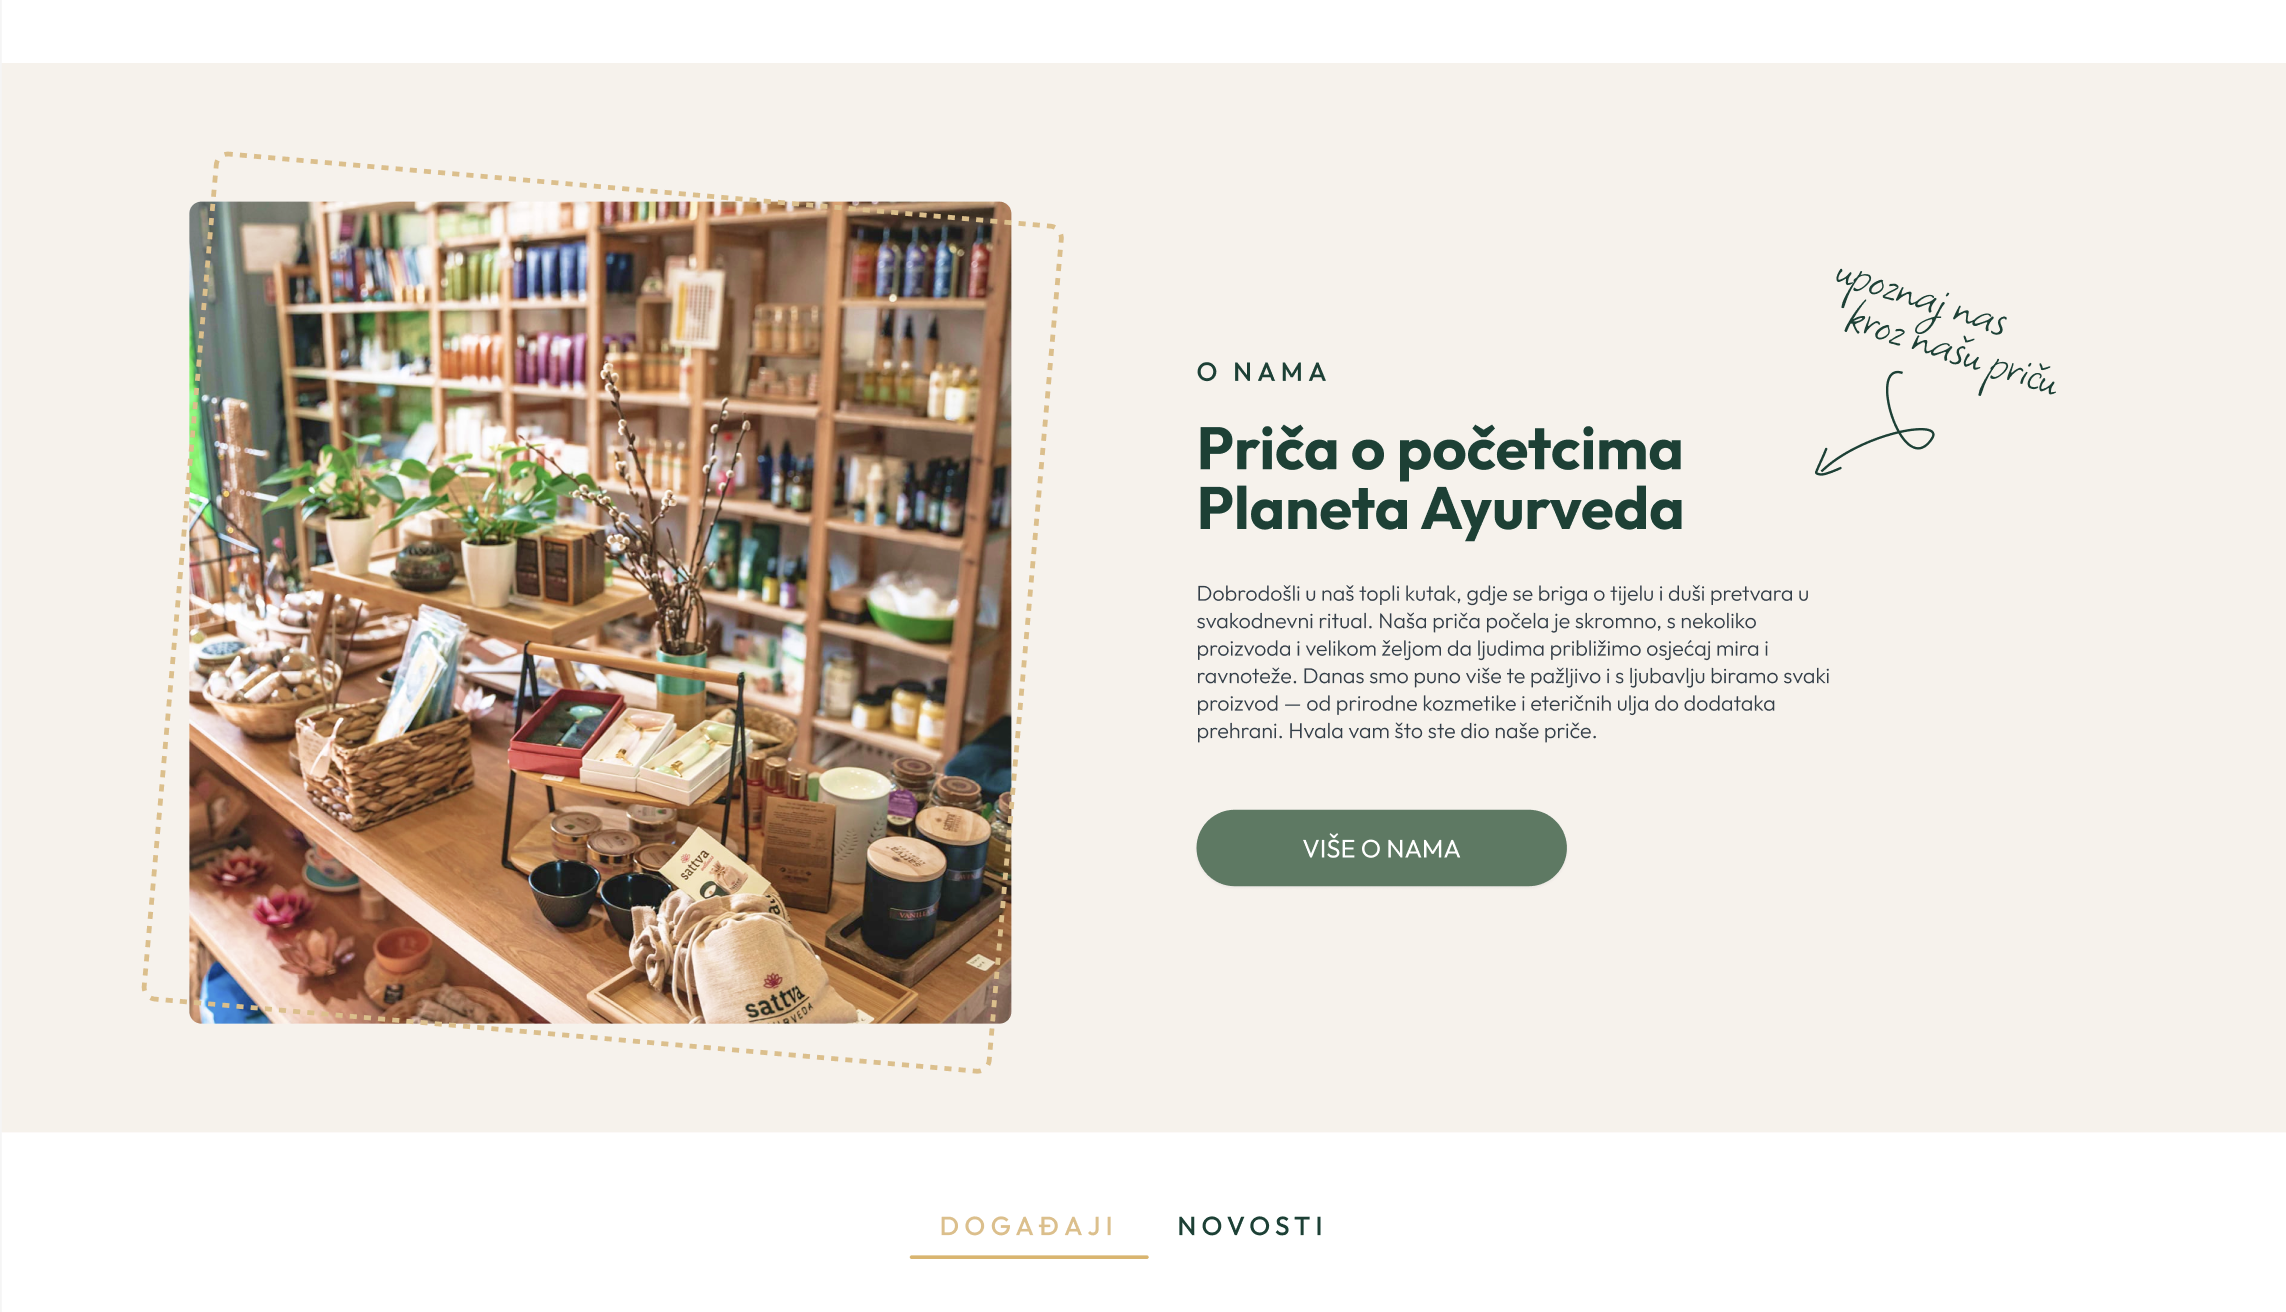 upoznaj nas
kroz našu priču
O NAMA
Priča o početcima
Planeta Ayurveda
Dobrodošli u naš topli kutak, gdje se briga o tijelu i duši pretvara u
svakodnevni ritual. Naša priča počela je skromno, s nekoliko
proizvoda i velikom željom da ljudima približimo osjećaj mira i
ravnoteže. Danas smo puno više te pažljivo i s ljubavlju biramo svaki
proizvod — od prirodne kozmetike i eteričnih ulja do dodataka
prehrani. Hvala vam što ste dio naše priče.
VIŠE O NAMA
sattva
sattva
DOGAĐAJI
NOVOSTI